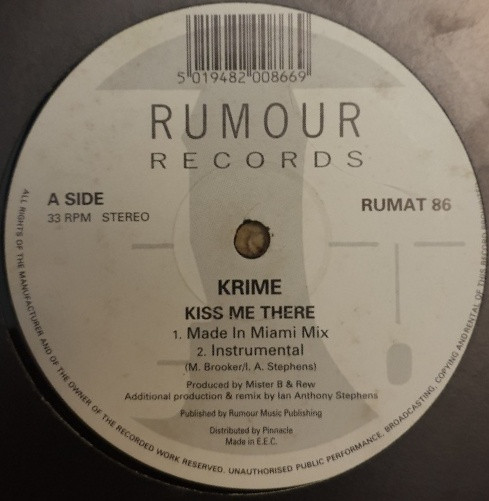 5 019482 008669
RUMOUR
RECORDS
A SIDE
33 RPM STEREO
RUMAT 86
KRIME
KISS ME THERE
1. Made In Miami Mix
2. Instrumental
(M. Brooker/I. A. Stephens)
Produced by Mister B & Rew
Additional production & remix by Ian Anthony Stephens
Published by Rumour Music Publishing
Distributed by Pinnacle
Made in E.E.C.
ALL RIGHTS OF THE MANUFACTURER AND OF THE OWNER OF THE RECORDED WORK RESERVED. UNAUTHORISED PUBLIC PERFORMANCE, BROADCASTING, COPYING AND RENTAL OF THIS RECORD